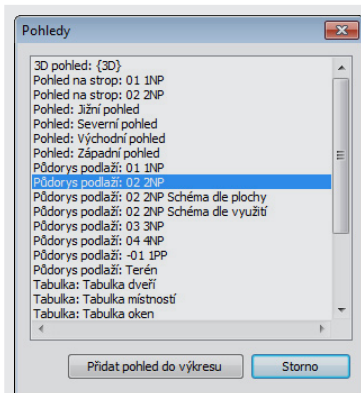 Pohledy
3D pohled: {3D}
Pohled na strop: 01 1NP
Pohled na strop: 02 2NP
Pohled: Jižní pohled
Pohled: Severní pohled
Pohled: Východní pohled
Pohled: Západní pohled
Půdorys podlaží: 01 1NP
Půdorys podlaží: 02 2NP
Půdorys podlaží: 02 2NP Schéma dle plochy
Půdorys podlaží: 02 2NP Schéma dle využití
Půdorys podlaží: 03 3NP
Půdorys podlaží: 04 4NP
Půdorys podlaží: -01 1PP
Půdorys podlaží: Terén
Tabulka: Tabulka dveří
Tabulka: Tabulka místností
Tabulka: Tabulka oken
Přidat pohled do výkresu
Storno